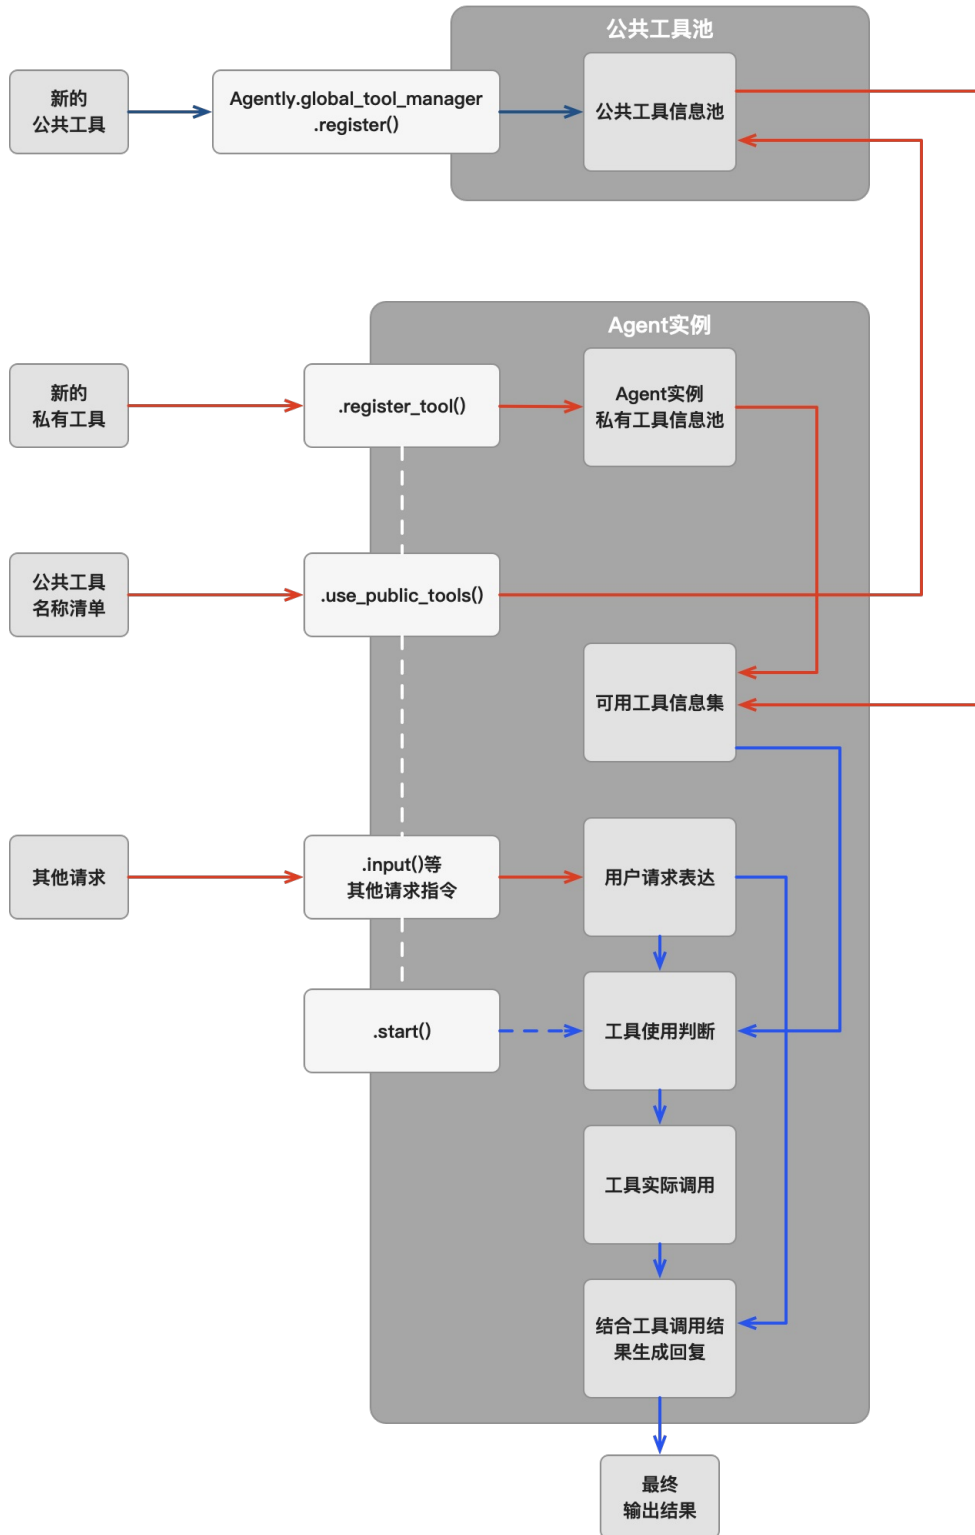 公共工具池
新的
公共工具
Agently.global_tool_manager
.register()
公共工具信息池
Agent实例
新的
私有工具
.register_tool()
Agent实例
私有工具信息池
公共工具
名称清单
.use_public_tools()
可用工具信息集
其他请求
.input()等
其他请求指令
用户请求表达
.start()
工具使用判断
工具实际调用
结合工具调用结
果生成回复
最终
输出结果